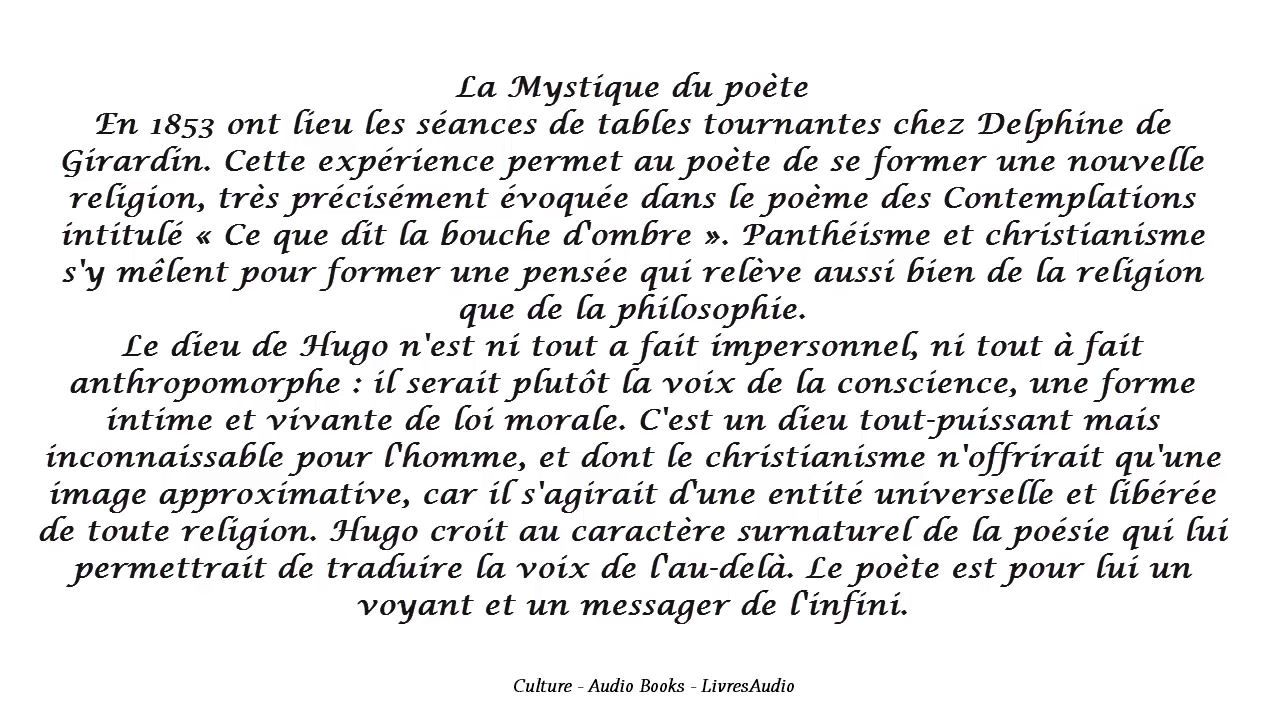 La Mystique du poète
En 1853 ont lieu les séances de tables tournantes chez Delphine de
Girardin. Cette expérience permet au poète de se former une nouvelle
religion, très précisément évoquée dans le poème des Contemplations
intitulé « Ce que dit la bouche d'ombre ». Panthéisme et christianisme
s'y mêlent pour former une pensée qui relève aussi bien de la religion
que de la philosophie.
Le dieu de Hugo n'est ni tout a fait impersonnel, ni tout à fait
anthropomorphe : il serait plutôt la voix de la conscience, une forme
intime et vivante de loi morale. C'est un dieu tout-puissant mais
inconnaissable pour l'homme, et dont le christianisme n'offrirait qu'une
image approximative, car il s'agirait d'une entité universelle et libérée
de toute religion. Hugo croit au caractère surnaturel de la poésie qui lui
permettrait de traduire la voix de l'au-delà. Le poète est pour lui un
voyant et un messager de l'infini.
Culture - Audio Books - LivresAudio